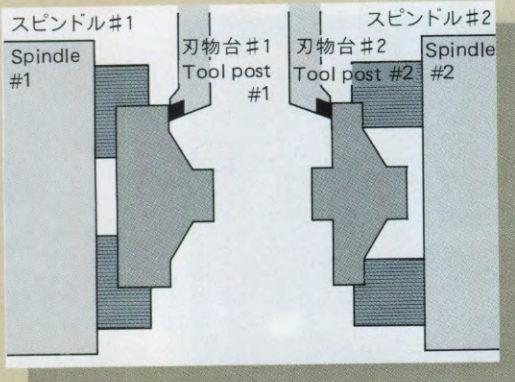 スピンドル#1
Spindle
#1
刃物台#1
Tool post
#1
刃物台#2
Tool post #2
スピンドル#2
Spindle
#2